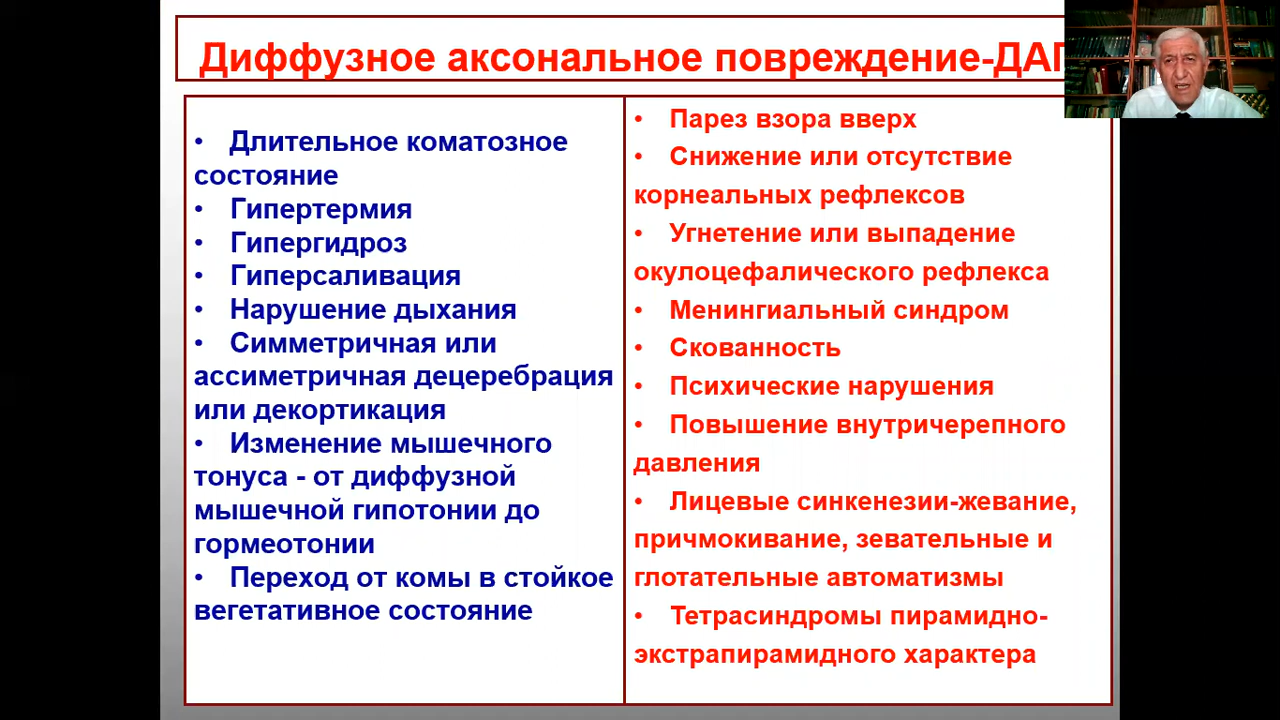 Диффузное аксональное повреждение-ДАП
• Длительное коматозное
состояние
• Гипертермия
• Гипергидроз
• Гиперсаливация
• Нарушение дыхания
• Симметричная или
ассиметричная децеребрация
или декортикация
• Изменение мышечного
тонуса - от диффузной
мышечной гипотонии до
гормеотонии
• Переход от комы в стойкое
вегетативное состояние
• Парез взора вверх
• Снижение или отсутствие
корнеальных рефлексов
• Угнетение или выпадение
окулоцефалического рефлекса
• Менингиальный синдром
• Скованность
• Психические нарушения
• Повышение внутричерепного
давления
• Лицевые синкенезии-жевание,
причмокивание, зевательные и
глотательные автоматизмы
• Тетрасиндромы пирамидно-
экстрапирамидного характера